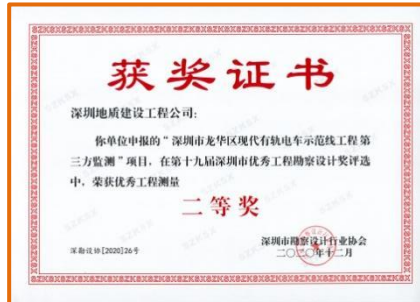 获奖证书
深圳地质建设工程公司：
你单位申报的“深圳市龙华区现代有轨电车示范线工程第
三方监测”项目，在第十九届深圳市优秀工程勘察设计奖评选
中，荣获优秀工程测量
二等奖
深勘设协[2020]26号
深圳市勘察设计行业协会
二〇二〇年十二月